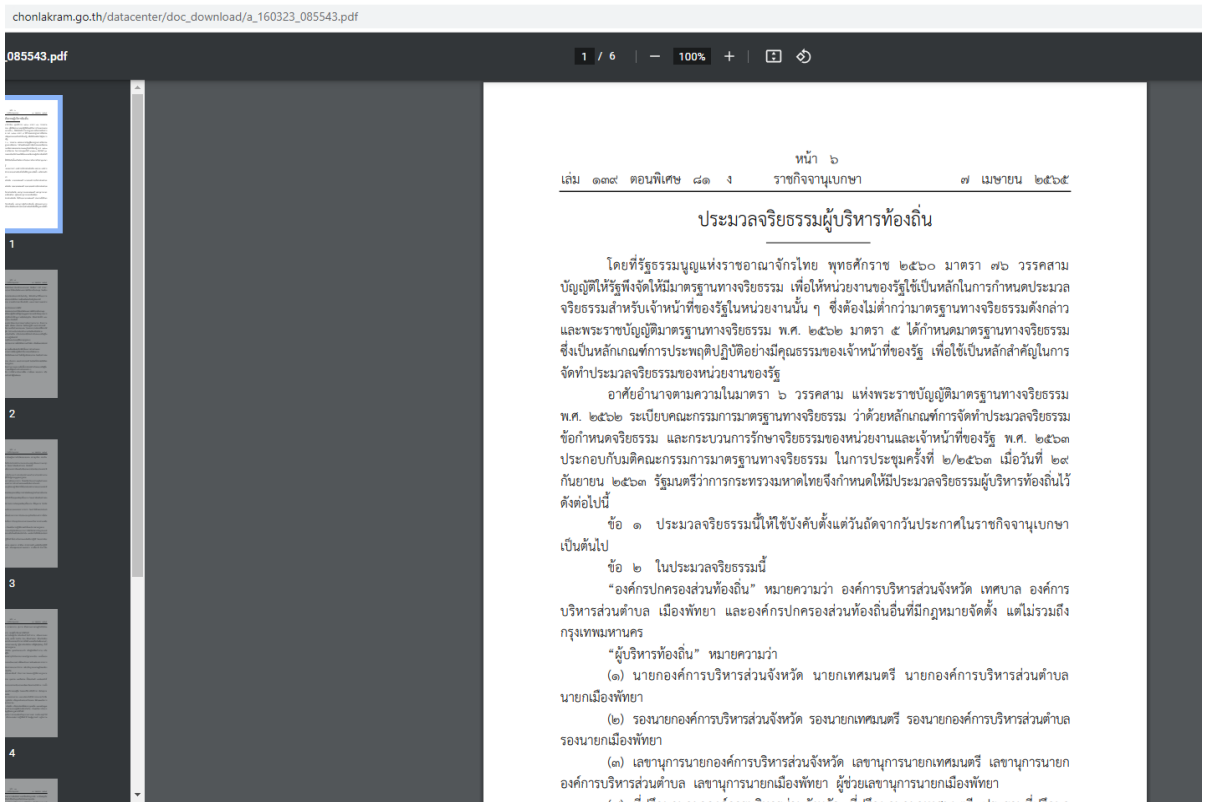 chonlakram.go.th/datacenter/doc_download/a_160323_085543.pdf
_085543.pdf
1 / 6
100%
1
2
3
4
หน้า ๖
เล่ม ๑๓๙ ตอนพิเศษ ๘๑ ง ราชกิจจานุเบกษา ๗ เมษายน ๒๕๖๕
ประมวลจริยธรรมผู้บริหารท้องถิ่น
โดยที่รัฐธรรมนูญแห่งราชอาณาจักรไทย พุทธศักราช ๒๕๖๐ มาตรา ๗๖ วรรคสาม
บัญญัติให้รัฐพึงจัดให้มีมาตรฐานทางจริยธรรม เพื่อให้หน่วยงานของรัฐใช้เป็นหลักในการกำหนดประมวล
จริยธรรมสำหรับเจ้าหน้าที่ของรัฐในหน่วยงานนั้น ๆ ซึ่งต้องไม่ต่ำกว่ามาตรฐานทางจริยธรรมดังกล่าว
และพระราชบัญญัติมาตรฐานทางจริยธรรม พ.ศ. ๒๕๖๒ มาตรา ๕ ได้กำหนดมาตรฐานทางจริยธรรม
ซึ่งเป็นหลักเกณฑ์การประพฤติปฏิบัติอย่างมีคุณธรรมของเจ้าหน้าที่ของรัฐ เพื่อใช้เป็นหลักสำคัญในการ
จัดทำประมวลจริยธรรมของหน่วยงานของรัฐ
อาศัยอำนาจตามความในมาตรา ๖ วรรคสาม แห่งพระราชบัญญัติมาตรฐานทางจริยธรรม
พ.ศ. ๒๕๖๒ ระเบียบคณะกรรมการมาตรฐานทางจริยธรรม ว่าด้วยหลักเกณฑ์การจัดทำประมวลจริยธรรม
ข้อกำหนดจริยธรรม และกระบวนการรักษาจริยธรรมของหน่วยงานและเจ้าหน้าที่ของรัฐ พ.ศ. ๒๕๖๓
ประกอบกับมติคณะกรรมการมาตรฐานทางจริยธรรม ในการประชุมครั้งที่ ๒/๒๕๖๓ เมื่อวันที่ ๒๙
กันยายน ๒๕๖๓ รัฐมนตรีว่าการกระทรวงมหาดไทยจึงกำหนดให้มีประมวลจริยธรรมผู้บริหารท้องถิ่นไว้
ดังต่อไปนี้
ข้อ ๑ ประมวลจริยธรรมนี้ให้ใช้บังคับตั้งแต่วันถัดจากวันประกาศในราชกิจจานุเบกษา
เป็นต้นไป
ข้อ ๒ ในประมวลจริยธรรมนี้
“องค์กรปกครองส่วนท้องถิ่น” หมายความว่า องค์การบริหารส่วนจังหวัด เทศบาล องค์การ
บริหารส่วนตำบล เมืองพัทยา และองค์กรปกครองส่วนท้องถิ่นอื่นที่มีกฎหมายจัดตั้ง แต่ไม่รวมถึง
กรุงเทพมหานคร
“ผู้บริหารท้องถิ่น” หมายความว่า
(๑) นายกองค์การบริหารส่วนจังหวัด นายกเทศมนตรี นายกองค์การบริหารส่วนตำบล
นายกเมืองพัทยา
(๒) รองนายกองค์การบริหารส่วนจังหวัด รองนายกเทศมนตรี รองนายกองค์การบริหารส่วนตำบล
รองนายกเมืองพัทยา
(๓) เลขานุการนายกองค์การบริหารส่วนจังหวัด เลขานุการนายกเทศมนตรี เลขานุการนายก
องค์การบริหารส่วนตำบล เลขานุการนายกเมืองพัทยา ผู้ช่วยเลขานุการนายกเมืองพัทยา